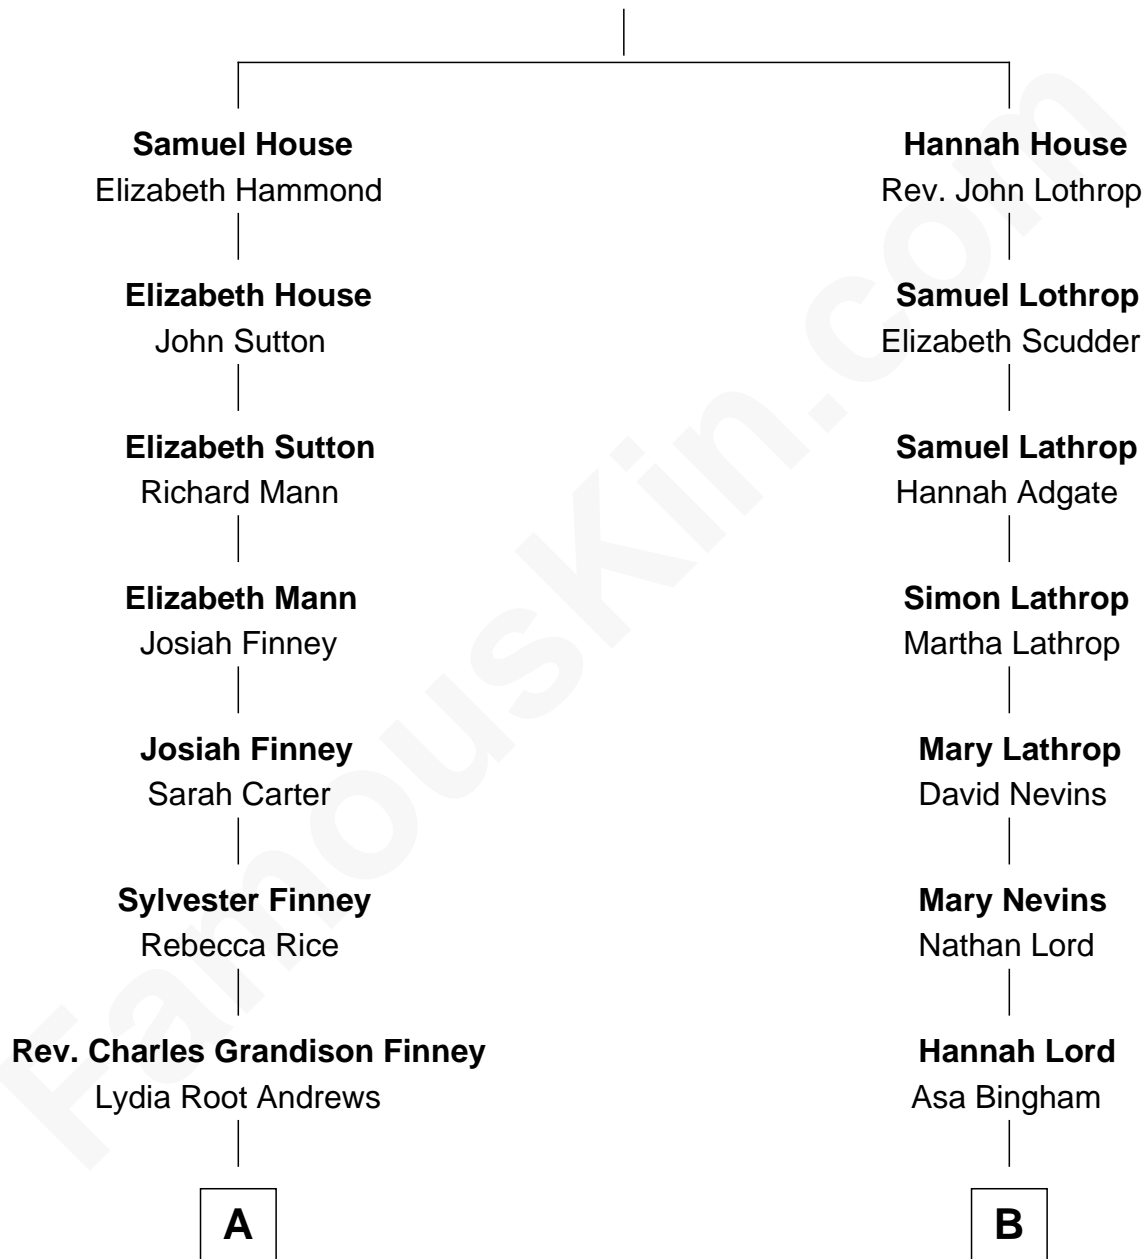 Samuel House
Elizabeth Hammond
Elizabeth House
John Sutton
Elizabeth Sutton
Richard Mann
Elizabeth Mann
Josiah Finney
Josiah Finney
Sarah Carter
Sylvester Finney
Rebecca Rice
Rev. Charles Grandison Finney
Lydia Root Andrews
A
Hannah House
Rev. John Lothrop
Samuel Lothrop
Elizabeth Scudder
Samuel Lathrop
Hannah Adgate
Simon Lathrop
Martha Lathrop
Mary Lathrop
David Nevins
Mary Nevins
Nathan Lord
Hannah Lord
Asa Bingham
B
FamousKin.com